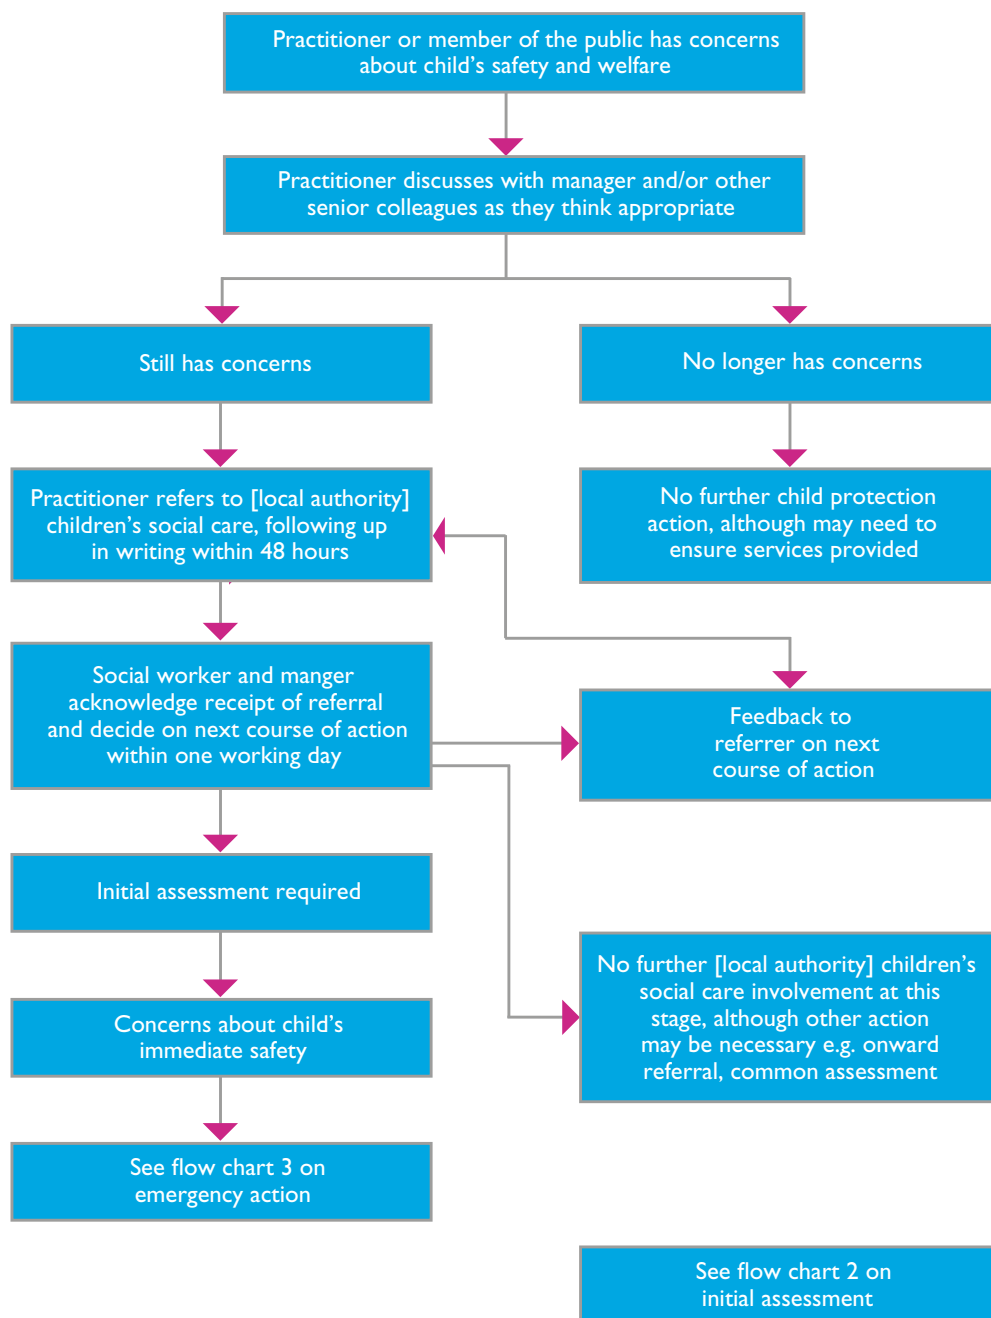 Practitioner or member of the public has concerns
about child’s safety and welfare
Practitioner discusses with manager and/or other
senior colleagues as they think appropriate
Still has concerns
No longer has concerns
Practitioner refers to [local authority]
children’s social care, following up
in writing within 48 hours
No further child protection
action, although may need to
ensure services provided
Social worker and manger
acknowledge receipt of referral
and decide on next course of action
within one working day
Feedback to
referrer on next
course of action
Initial assessment required
No further [local authority] children’s
social care involvement at this
stage, although other action
may be necessary e.g. onward
referral, common assessment
Concerns about child’s
immediate safety
See flow chart 3 on
emergency action
See flow chart 2 on
initial assessment